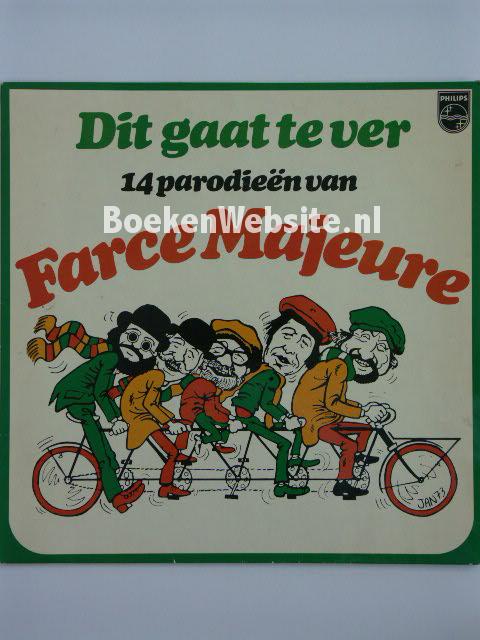 PHILIPS
Dit gaat te ver
14 parodieën van
BoekenWebsite.nl
Farce Majeure
JAN 73